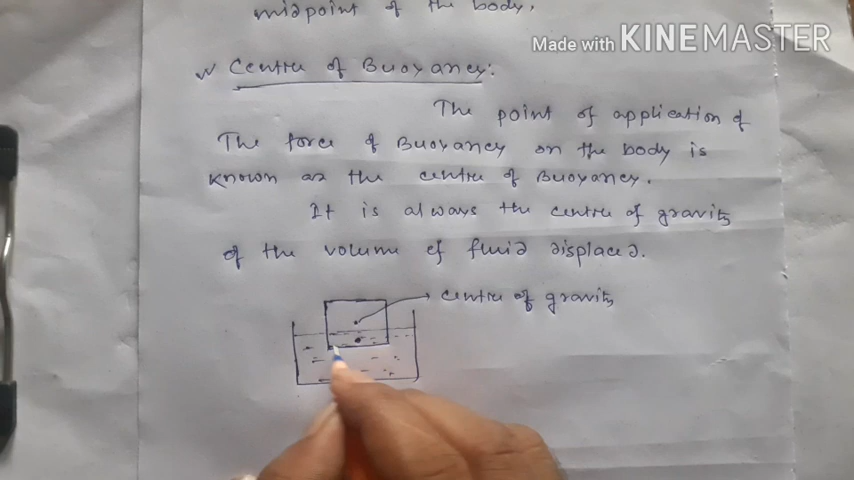 midpoint of the body.
Made with KINEMASTER
Centre of Buoyancy:
The point of application of
The force of Buoyancy on the body is
known as the centre of Buoyancy.
It is always the centre of gravity
of the volume of fluid displaced.
centre of gravity